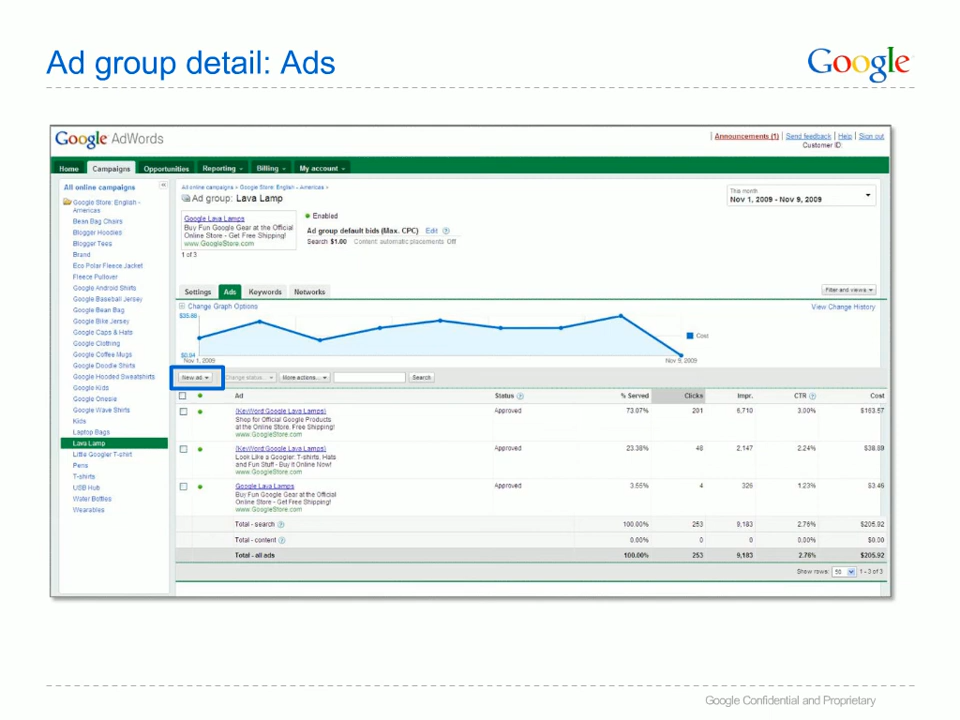 Ad group detail: Ads
Google
Google AdWords
Announcements (1) | Send feedback | Help | Sign out
Customer ID:
Home Campaigns Opportunities Reporting Billing My account
All online campaigns
Google Store: English - Americas
Bean Bag Chairs
Blogger Hoodies
Blogger Tees
Brand
Eco Polar Fleece Jacket
Fleece Pullover
Google Android Shirts
Google Baseball Jersey
Google Bean Bag
Google Bike Jersey
Google Caps & Hats
Google Clothing
Google Coffee Mugs
Google Doodle Shirts
Google Hooded Sweatshirts
Google Kids
Google Onesie
Google Wave Shirts
Kids
Laptop Bags
Lava Lamp
Little Googler T-shirt
Pens
T-shirts
USB Hub
Water Bottles
Wearables
All online campaigns > Google Store: English - Americas >
Ad group: Lava Lamp
This month
Nov 1, 2009 - Nov 9, 2009
Google Lava Lamps
Buy Fun Google Gear at the Official
Online Store - Get Free Shipping!
www.GoogleStore.com
1 of 3
Enabled
Ad group default bids (Max. CPC) Edit
Search $1.00 Content: automatic placements Off
Settings Ads Keywords Networks
Filter and views
Change Graph Options
View Change History
$35.88
Cost
$0.94
Nov 1, 2009 Nov 9, 2009
New ad Change status... More actions... Search
Ad Status % Served Clicks Impr. CTR Cost
{KeyWord:Google Lava Lamps} Approved 73.07% 201 6,710 3.00% $163.57
Shop for Official Google Products
at the Online Store. Free Shipping!
www.GoogleStore.com
{KeyWord:Google Lava Lamps} Approved 23.38% 48 2,147 2.24% $38.89
Look Like a Googler: T-shirts, Hats
and Fun Stuff - Buy it Online Now!
www.GoogleStore.com
Google Lava Lamps Approved 3.55% 4 326 1.23% $3.46
Buy Fun Google Gear at the Official
Online Store - Get Free Shipping!
www.GoogleStore.com
Total - search 100.00% 253 9,183 2.76% $205.92
Total - content 0.00% 0 0 0.00% $0.00
Total - all ads 100.00% 253 9,183 2.76% $205.92
Show rows: 50 1 - 3 of 3
Google Confidential and Proprietary